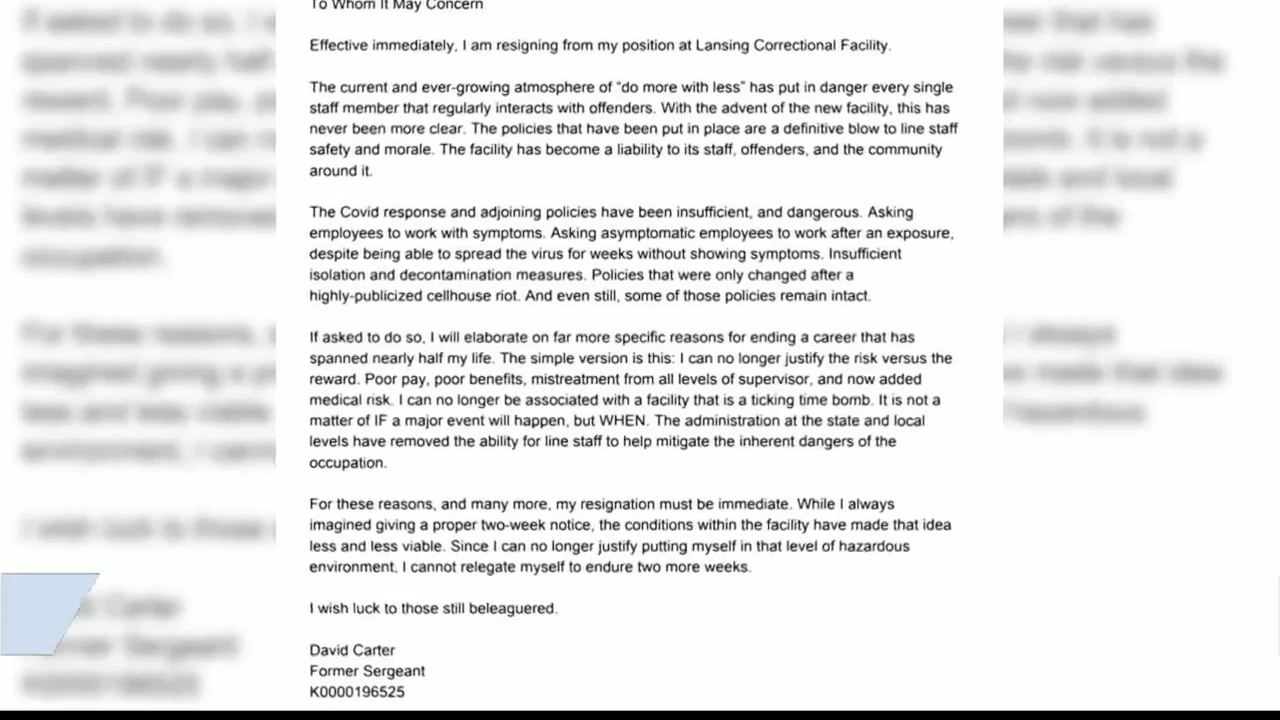 To Whom It May Concern
Effective immediately, I am resigning from my position at Lansing Correctional Facility.
The current and ever-growing atmosphere of "do more with less" has put in danger every single
staff member that regularly interacts with offenders. With the advent of the new facility, this has
never been more clear. The policies that have been put in place are a definitive blow to line staff
safety and morale. The facility has become a liability to its staff, offenders, and the community
around it.
The Covid response and adjoining policies have been insufficient, and dangerous. Asking
employees to work with symptoms. Asking asymptomatic employees to work after an exposure,
despite being able to spread the virus for weeks without showing symptoms. Insufficient
isolation and decontamination measures. Policies that were only changed after a
highly-publicized cellhouse riot. And even still, some of those policies remain intact.
If asked to do so, I will elaborate on far more specific reasons for ending a career that has
spanned nearly half my life. The simple version is this: I can no longer justify the risk versus the
reward. Poor pay, poor benefits, mistreatment from all levels of supervisor, and now added
medical risk. I can no longer be associated with a facility that is a ticking time bomb. It is not a
matter of IF a major event will happen, but WHEN. The administration at the state and local
levels have removed the ability for line staff to help mitigate the inherent dangers of the
occupation.
For these reasons, and many more, my resignation must be immediate. While I always
imagined giving a proper two-week notice, the conditions within the facility have made that idea
less and less viable. Since I can no longer justify putting myself in that level of hazardous
environment, I cannot relegate myself to endure two more weeks.
I wish luck to those still beleaguered.
David Carter
Former Sergeant
K0000196525